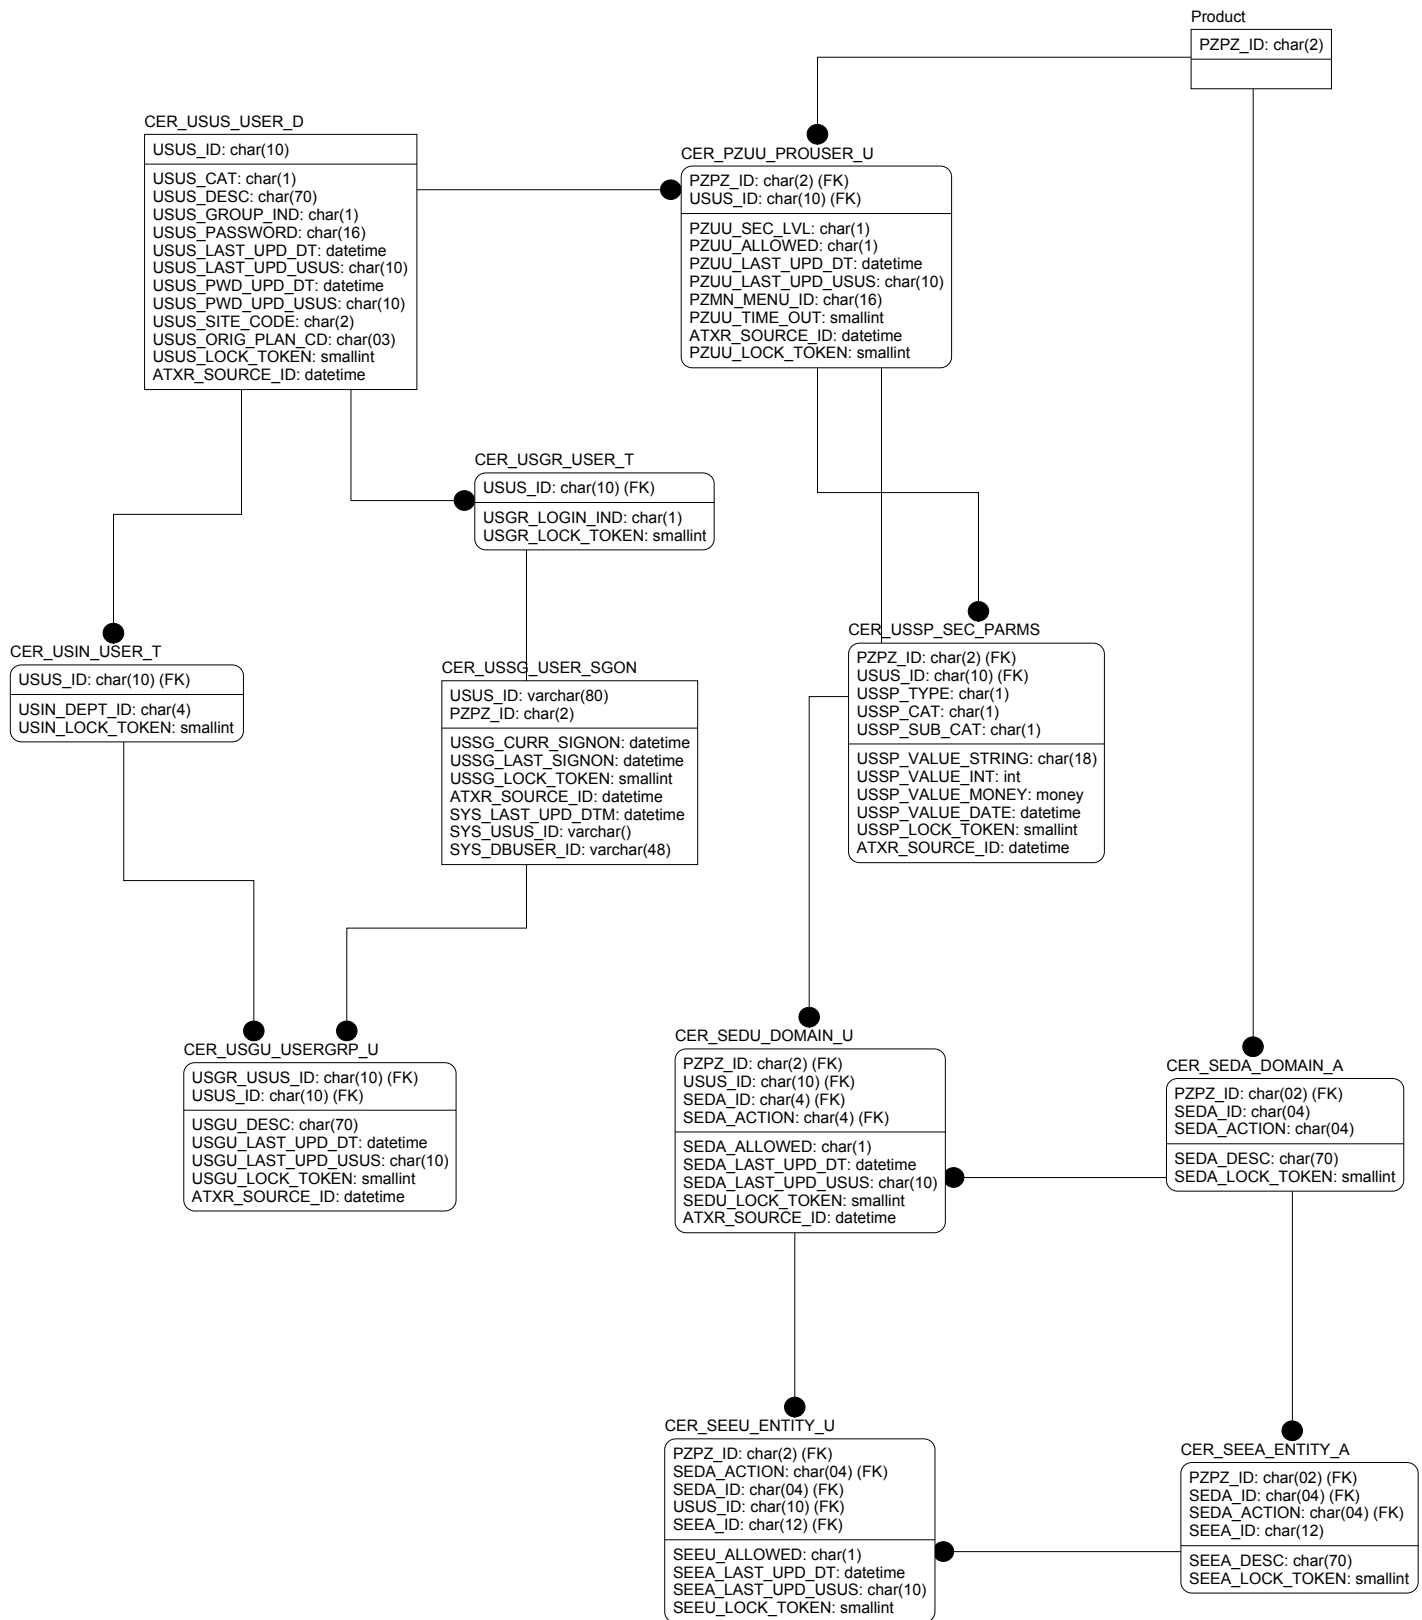 Product
PZPZ_ID: char(2)
CER_USUS_USER_D
USUS_ID: char(10)
USUS_CAT: char(1)
USUS_DESC: char(70)
USUS_GROUP_IND: char(1)
USUS_PASSWORD: char(16)
USUS_LAST_UPD_DT: datetime
USUS_LAST_UPD_USUS: char(10)
USUS_PWD_UPD_DT: datetime
USUS_PWD_UPD_USUS: char(10)
USUS_SITE_CODE: char(2)
USUS_ORIG_PLAN_CD: char(03)
USUS_LOCK_TOKEN: smallint
ATXR_SOURCE_ID: datetime
CER_PZUU_PROUSER_U
PZPZ_ID: char(2) (FK)
USUS_ID: char(10) (FK)
PZUU_SEC_LVL: char(1)
PZUU_ALLOWED: char(1)
PZUU_LAST_UPD_DT: datetime
PZUU_LAST_UPD_USUS: char(10)
PZMN_MENU_ID: char(16)
PZUU_TIME_OUT: smallint
ATXR_SOURCE_ID: datetime
PZUU_LOCK_TOKEN: smallint
CER_USGR_USER_T
USUS_ID: char(10) (FK)
USGR_LOGIN_IND: char(1)
USGR_LOCK_TOKEN: smallint
CER_USIN_USER_T
USUS_ID: char(10) (FK)
USIN_DEPT_ID: char(4)
USIN_LOCK_TOKEN: smallint
CER_USSG_USER_SGON
USUS_ID: varchar(80)
PZPZ_ID: char(2)
USSG_CURR_SIGNON: datetime
USSG_LAST_SIGNON: datetime
USSG_LOCK_TOKEN: smallint
ATXR_SOURCE_ID: datetime
SYS_LAST_UPD_DTM: datetime
SYS_USUS_ID: varchar()
SYS_DBUSER_ID: varchar(48)
CER_USSP_SEC_PARMS
PZPZ_ID: char(2) (FK)
USUS_ID: char(10) (FK)
USSP_TYPE: char(1)
USSP_CAT: char(1)
USSP_SUB_CAT: char(1)
USSP_VALUE_STRING: char(18)
USSP_VALUE_INT: int
USSP_VALUE_MONEY: money
USSP_VALUE_DATE: datetime
USSP_LOCK_TOKEN: smallint
ATXR_SOURCE_ID: datetime
CER_USGU_USERGRP_U
USGR_USUS_ID: char(10) (FK)
USUS_ID: char(10) (FK)
USGU_DESC: char(70)
USGU_LAST_UPD_DT: datetime
USGU_LAST_UPD_USUS: char(10)
USGU_LOCK_TOKEN: smallint
ATXR_SOURCE_ID: datetime
CER_SEDU_DOMAIN_U
PZPZ_ID: char(2) (FK)
USUS_ID: char(10) (FK)
SEDA_ID: char(4) (FK)
SEDA_ACTION: char(4) (FK)
SEDA_ALLOWED: char(1)
SEDA_LAST_UPD_DT: datetime
SEDA_LAST_UPD_USUS: char(10)
SEDU_LOCK_TOKEN: smallint
ATXR_SOURCE_ID: datetime
CER_SEDA_DOMAIN_A
PZPZ_ID: char(02) (FK)
SEDA_ID: char(04)
SEDA_ACTION: char(04)
SEDA_DESC: char(70)
SEDA_LOCK_TOKEN: smallint
CER_SEEU_ENTITY_U
PZPZ_ID: char(2) (FK)
SEDA_ACTION: char(04) (FK)
SEDA_ID: char(04) (FK)
USUS_ID: char(10) (FK)
SEEA_ID: char(12) (FK)
SEEU_ALLOWED: char(1)
SEEA_LAST_UPD_DT: datetime
SEEA_LAST_UPD_USUS: char(10)
SEEU_LOCK_TOKEN: smallint
CER_SEEA_ENTITY_A
PZPZ_ID: char(02) (FK)
SEDA_ID: char(04) (FK)
SEDA_ACTION: char(04) (FK)
SEEA_ID: char(12)
SEEA_DESC: char(70)
SEEA_LOCK_TOKEN: smallint